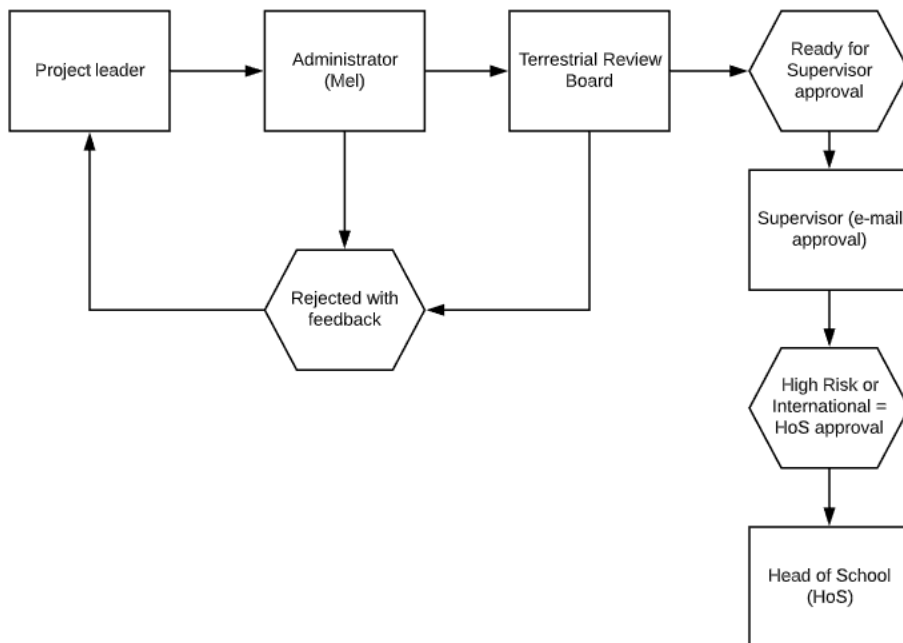 Project leader
Administrator
(Mel)
Terrestrial Review
Board
Ready for
Supervisor
approval
Supervisor (e-mail
approval)
Rejected with
feedback
High Risk or
International =
HoS approval
Head of School
(HoS)